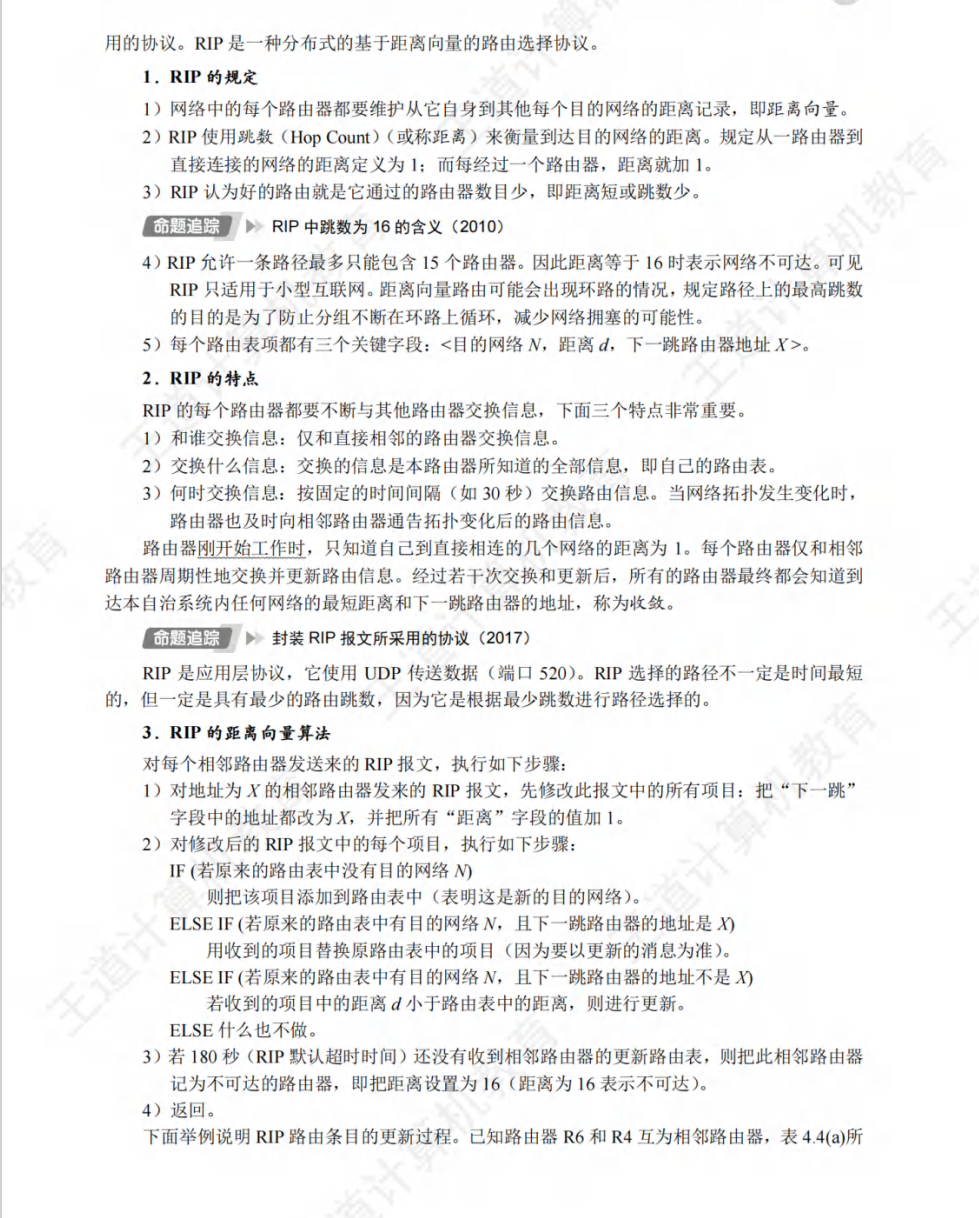 用的协议。RIP 是一种分布式的基于距离向量的路由选择协议。
1．RIP 的规定
1）网络中的每个路由器都要维护从它自身到其他每个目的网络的距离记录，即距离向量。
2）RIP 使用跳数（Hop Count）（或称距离）来衡量到达目的网络的距离。规定从一路由器到
直接连接的网络的距离定义为 1；而每经过一个路由器，距离就加 1。
3）RIP 认为好的路由就是它通过的路由器数目少，即距离短或跳数少。
命题追踪 RIP 中跳数为 16 的含义（2010）
4）RIP 允许一条路径最多只能包含 15 个路由器。因此距离等于 16 时表示网络不可达。可见
RIP 只适用于小型互联网。距离向量路由可能会出现环路的情况，规定路径上的最高跳数
的目的是为了防止分组不断在环路上循环，减少网络拥塞的可能性。
5）每个路由表项都有三个关键字段：<目的网络 N，距离 d，下一跳路由器地址 X>。
2．RIP 的特点
RIP 的每个路由器都要不断与其他路由器交换信息，下面三个特点非常重要。
1）和谁交换信息：仅和直接相邻的路由器交换信息。
2）交换什么信息：交换的信息是本路由器所知道的全部信息，即自己的路由表。
3）何时交换信息：按固定的时间间隔（如 30 秒）交换路由信息。当网络拓扑发生变化时，
路由器也及时向相邻路由器通告拓扑变化后的路由信息。
路由器刚开始工作时，只知道自己到直接相连的几个网络的距离为 1。每个路由器仅和相邻
路由器周期性地交换并更新路由信息。经过若干次交换和更新后，所有的路由器最终都会知道到
达本自治系统内任何网络的最短距离和下一跳路由器的地址，称为收敛。
命题追踪 封装 RIP 报文所采用的协议（2017）
RIP 是应用层协议，它使用 UDP 传送数据（端口 520）。RIP 选择的路径不一定是时间最短
的，但一定是具有最少的路由跳数，因为它是根据最少跳数进行路径选择的。
3．RIP 的距离向量算法
对每个相邻路由器发送来的 RIP 报文，执行如下步骤：
1）对地址为 X 的相邻路由器发来的 RIP 报文，先修改此报文中的所有项目：把“下一跳”
字段中的地址都改为 X，并把所有“距离”字段的值加 1。
2）对修改后的 RIP 报文中的每个项目，执行如下步骤：
IF (若原来的路由表中没有目的网络 N)
则把该项目添加到路由表中（表明这是新的目的网络）。
ELSE IF (若原来的路由表中有目的网络 N，且下一跳路由器的地址是 X)
用收到的项目替换原路由表中的项目（因为要以更新的消息为准）。
ELSE IF (若原来的路由表中有目的网络 N，且下一跳路由器的地址不是 X)
若收到的项目中的距离 d 小于路由表中的距离，则进行更新。
ELSE 什么也不做。
3）若 180 秒（RIP 默认超时时间）还没有收到相邻路由器的更新路由表，则把此相邻路由器
记为不可达的路由器，即把距离设置为 16（距离为 16 表示不可达）。
4）返回。
下面举例说明 RIP 路由条目的更新过程。已知路由器 R6 和 R4 互为相邻路由器，表 4.4(a)所
王道计算机教育